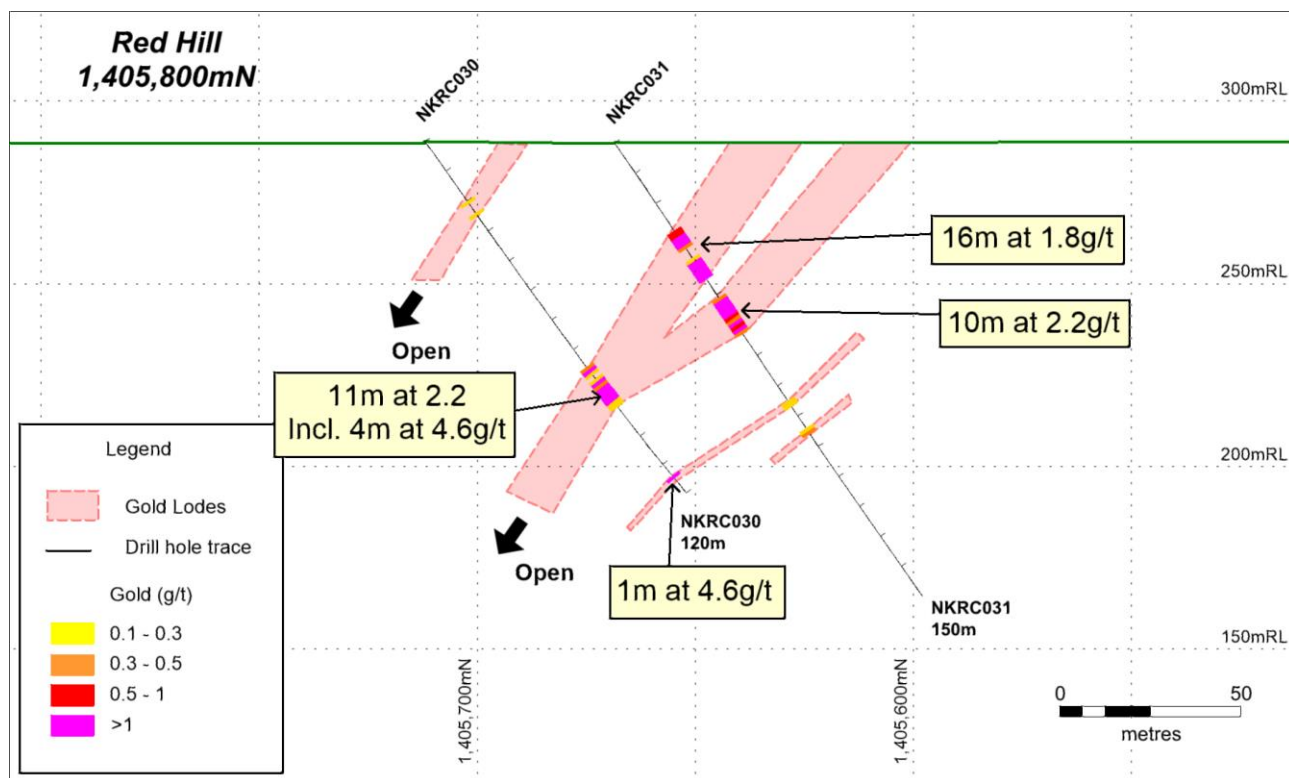 Red Hill
1,405,800mN
NKRC030
NKRC031
300mRL
16m at 1.8g/t
250mRL
10m at 2.2g/t
Open
11m at 2.2
Incl. 4m at 4.6g/t
200mRL
NKRC030
120m
Open
1m at 4.6g/t
NKRC031
150m
150mRL
Legend
Gold Lodes
Drill hole trace
Gold (g/t)
0.1 - 0.3
0.3 - 0.5
0.5 - 1
>1
1,405,700mN
1,405,600mN
0 50
metres